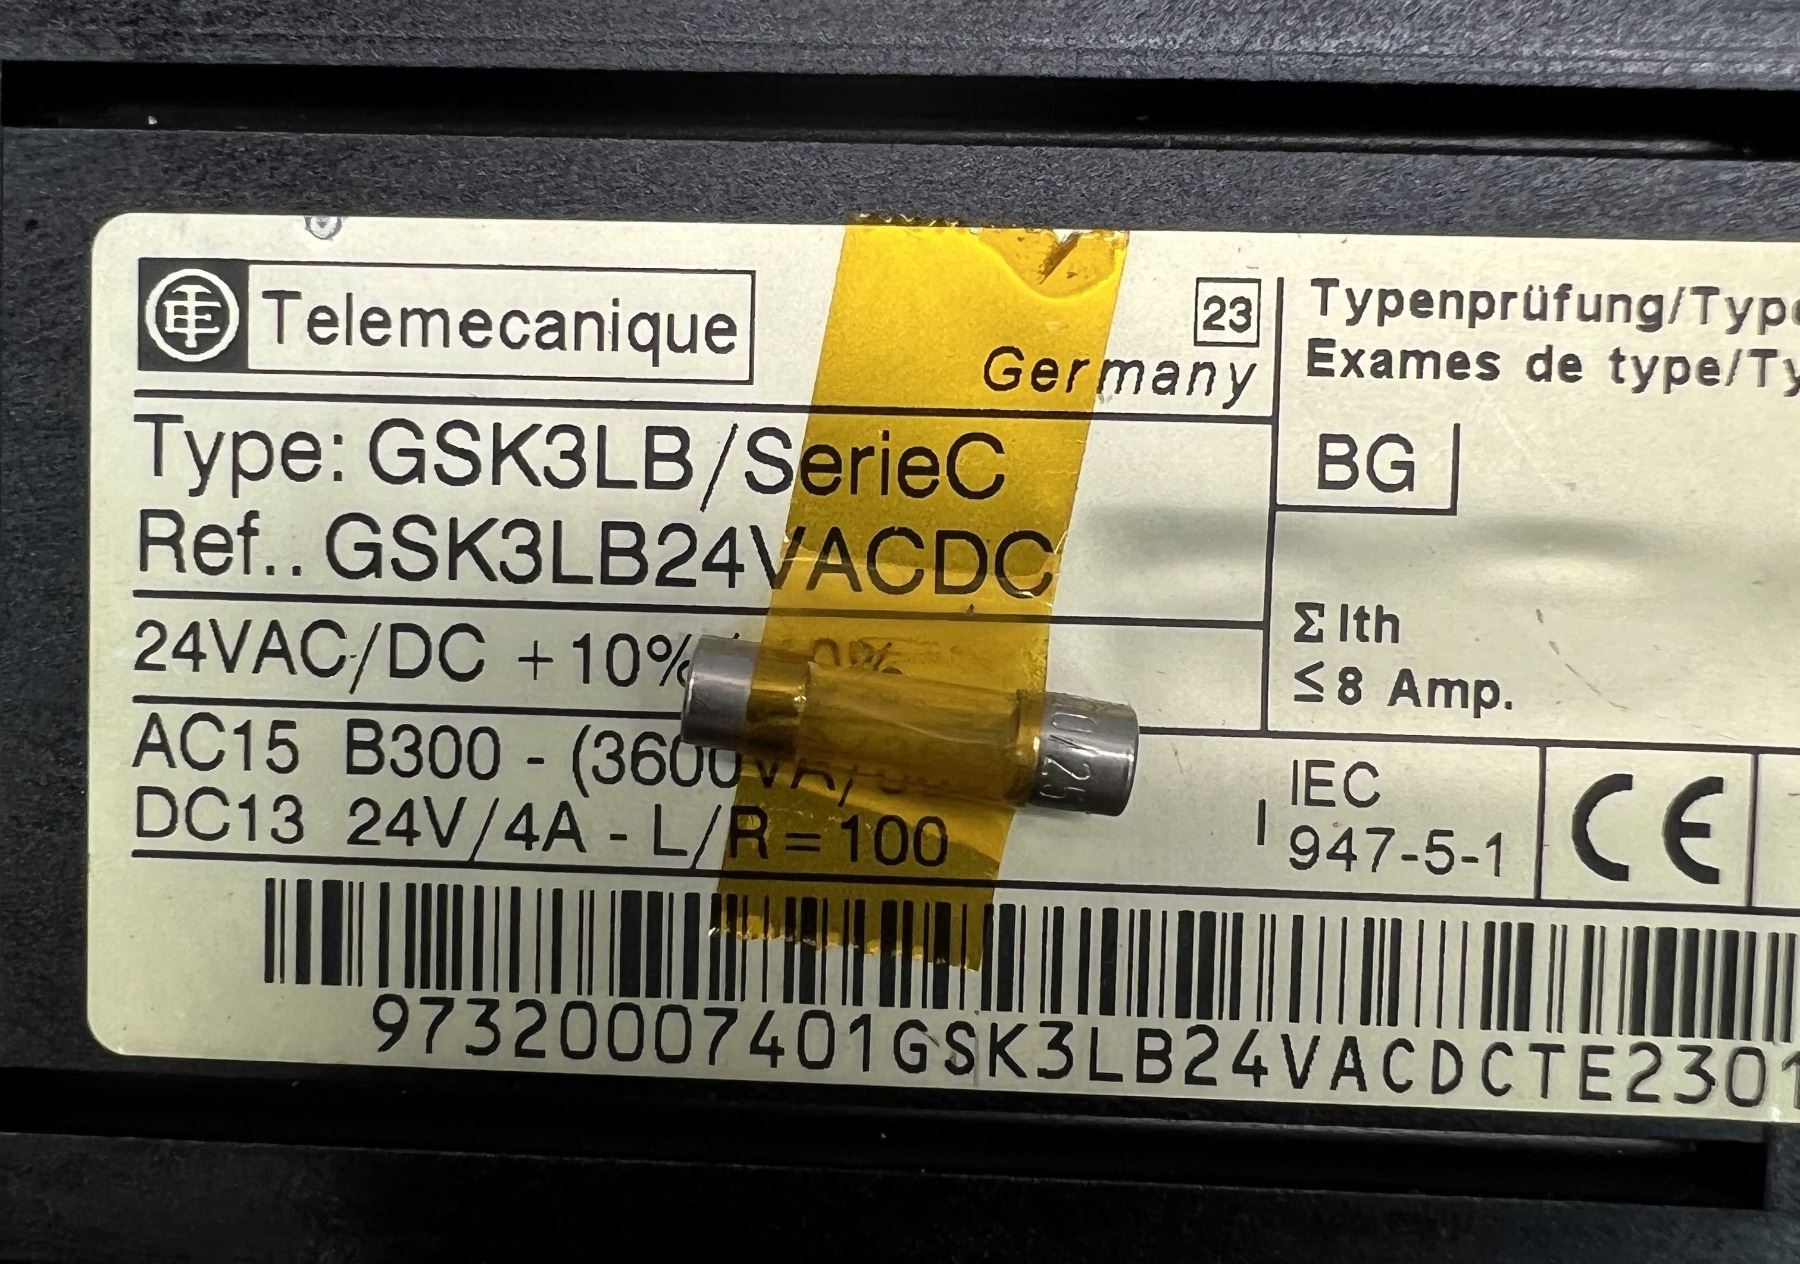 Telemecanique
23
Germany
Type: GSK3LB/SerieC
Ref.. GSK3LB24VACDC
24VAC/DC +10%
AC15 B300 - (3600VA/
DC13 24V/4A - L/R = 100
Typenprüfung/Type
Exames de type/Ty
BG
Σ Ith
≤ 8 Amp.
IEC
947-5-1
CE
97320007401GSK3LB24VACDCTE2301